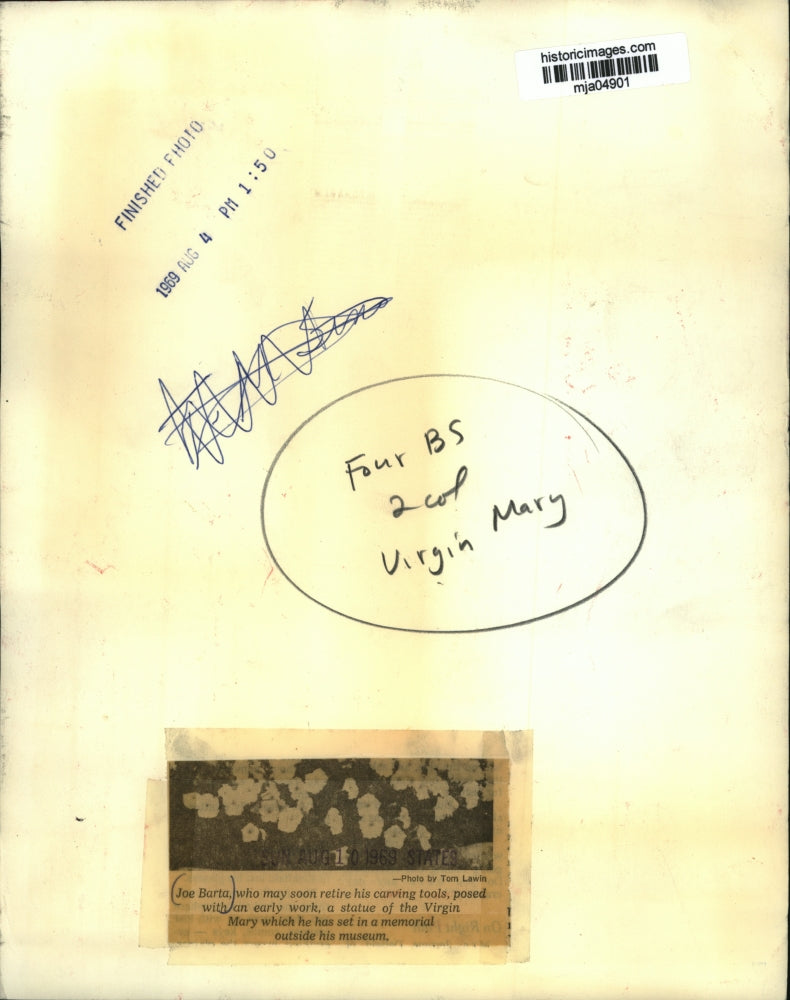 historicimages.com
mja04901
FINISHED PHOTO
1969 AUG 4 PM 1:50
Four BS
2 col
Virgin Mary
SUN AUG 10 1969 STATES
—Photo by Tom Lawin
Joe Barta, who may soon retire his carving tools, posed
with an early work, a statue of the Virgin
Mary which he has set in a memorial
outside his museum.